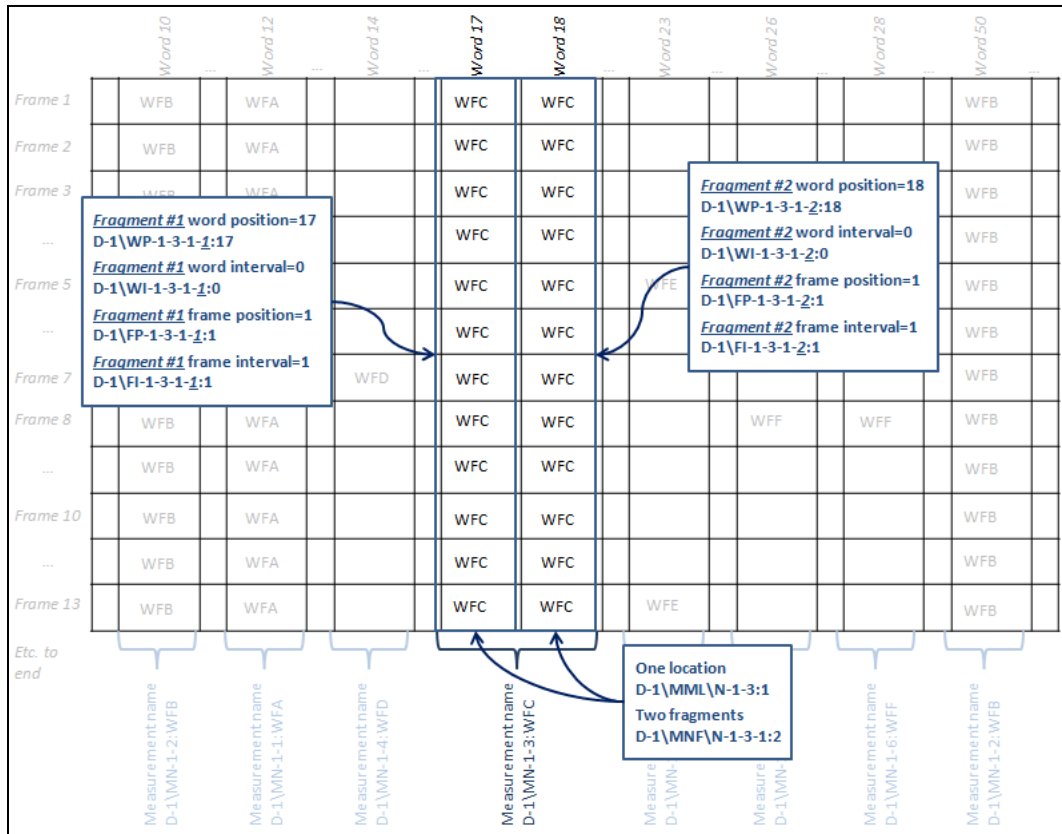 Word 10 ... Word 12 ... Word 14 ... Word 17 Word 18 ... Word 23 ... Word 26 ... Word 28 ... Word 50
Frame 1 WFB WFA WFC WFC WFB
Frame 2 WFB WFA WFC WFC WFB
Frame 3 WFB WFA WFC WFC WFB
... WFC WFC WFB
Frame 5 WFC WFC WFE WFB
... WFC WFC WFB
Frame 7 WFD WFC WFC WFB
Frame 8 WFB WFA WFC WFC WFF WFF WFB
... WFB WFA WFC WFC WFB
Frame 10 WFB WFA WFC WFC WFB
... WFB WFA WFC WFC WFB
Frame 13 WFB WFA WFC WFC WFE WFB
Etc. to
end
Fragment #1 word position=17
D-1\WP-1-3-1-1:17
Fragment #1 word interval=0
D-1\WI-1-3-1-1:0
Fragment #1 frame position=1
D-1\FP-1-3-1-1:1
Fragment #1 frame interval=1
D-1\FI-1-3-1-1:1
Fragment #2 word position=18
D-1\WP-1-3-1-2:18
Fragment #2 word interval=0
D-1\WI-1-3-1-2:0
Fragment #2 frame position=1
D-1\FP-1-3-1-2:1
Fragment #2 frame interval=1
D-1\FI-1-3-1-2:1
One location
D-1\MML\N-1-3:1
Two fragments
D-1\MNF\N-1-3-1:2
Measurement name
D-1\MN-1-2:WFB
Measurement name
D-1\MN-1-1:WFA
Measurement name
D-1\MN-1-4:WFD
Measurement name
D-1\MN-1-3:WFC
Measurement name
D-1\MN-1-6:WFF
Measurement name
D-1\MN-1-2:WFB